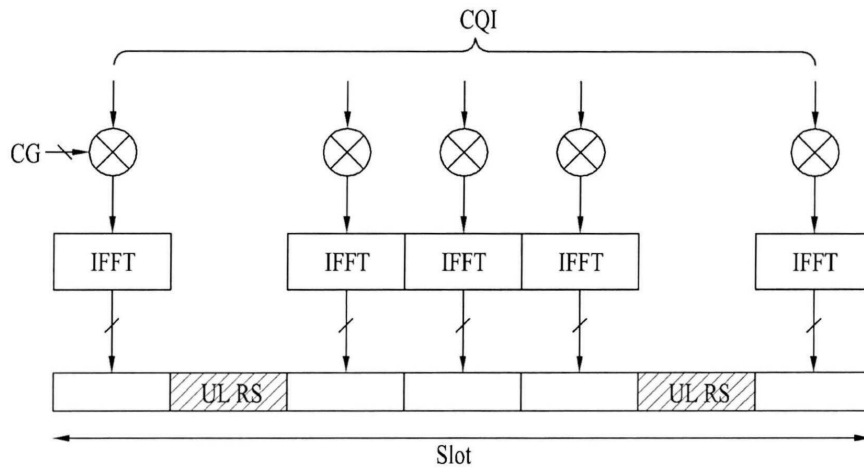 CQI
CG
IFFT IFFT IFFT IFFT IFFT
UL RS UL RS
Slot